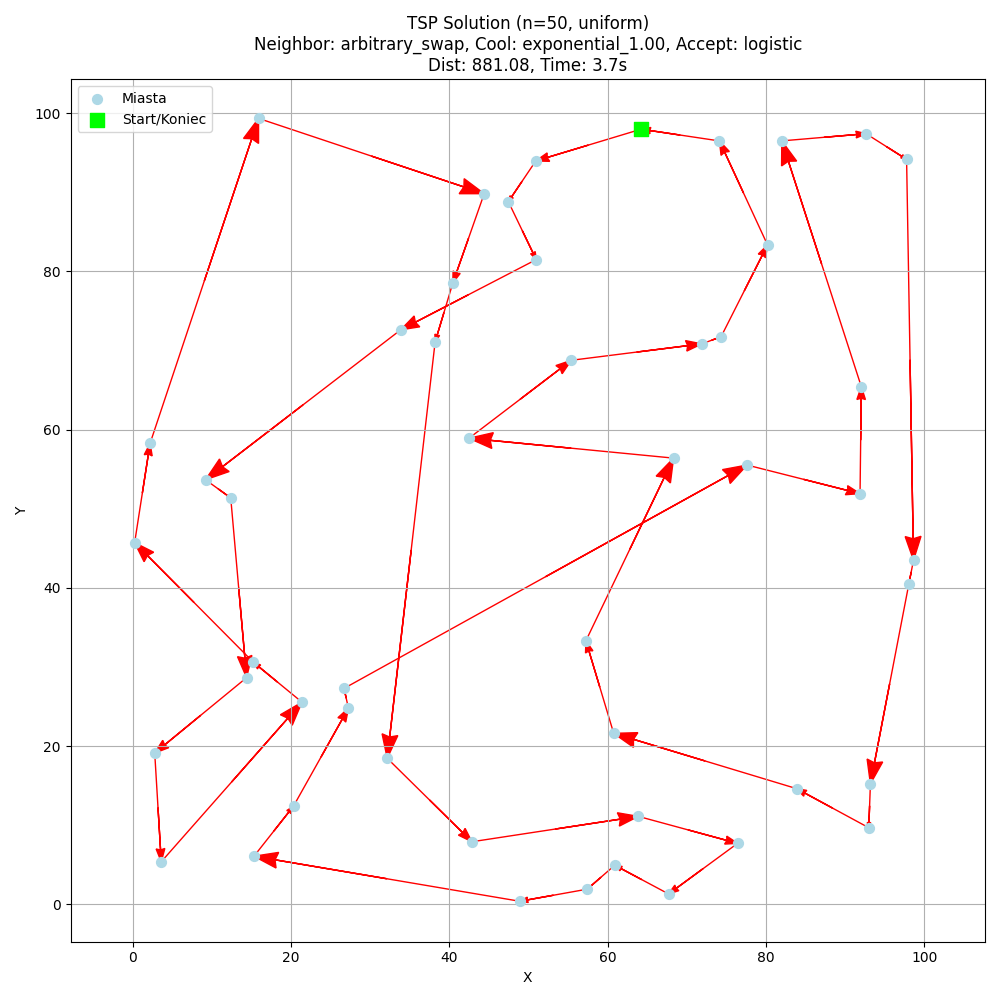 TSP Solution (n=50, uniform)
Neighbor: arbitrary_swap, Cool: exponential_1.00, Accept: logistic
Dist: 881.08, Time: 3.7s
Miasta
Start/Koniec
100
80
60
40
20
0
Y
0 20 40 60 80 100
X